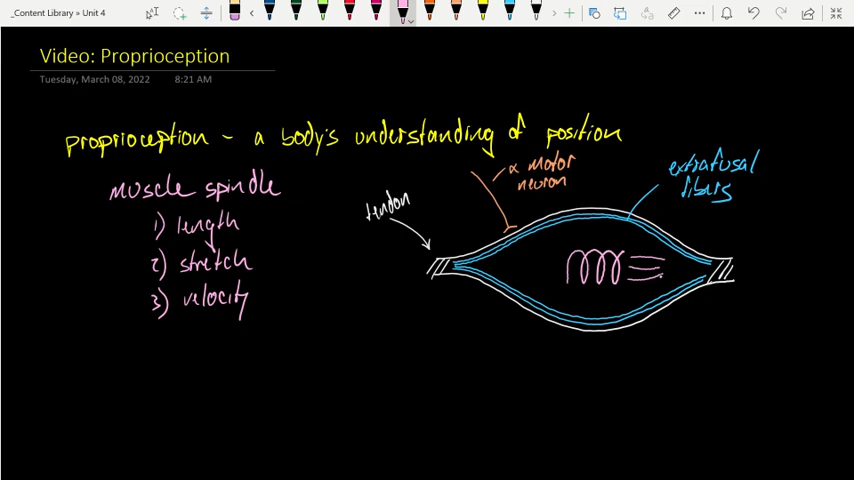 _Content Library » Unit 4
Video: Proprioception
Tuesday, March 08, 2022 8:21 AM
proprioception - a body's understanding of position
muscle spindle
1) length
2) stretch
3) velocity
tendon
α motor
neuron
extrafusal
fibers